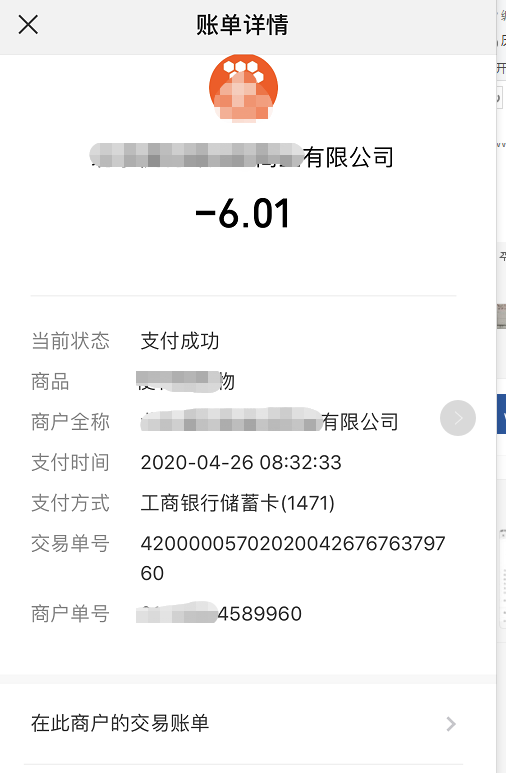 账单详情
有限公司
-6.01
当前状态 支付成功
商品 物
商户全称 有限公司
支付时间 2020-04-26 08:32:33
支付方式 工商银行储蓄卡(1471)
交易单号 42000005702020042676763797
60
商户单号 4589960
在此商户的交易账单